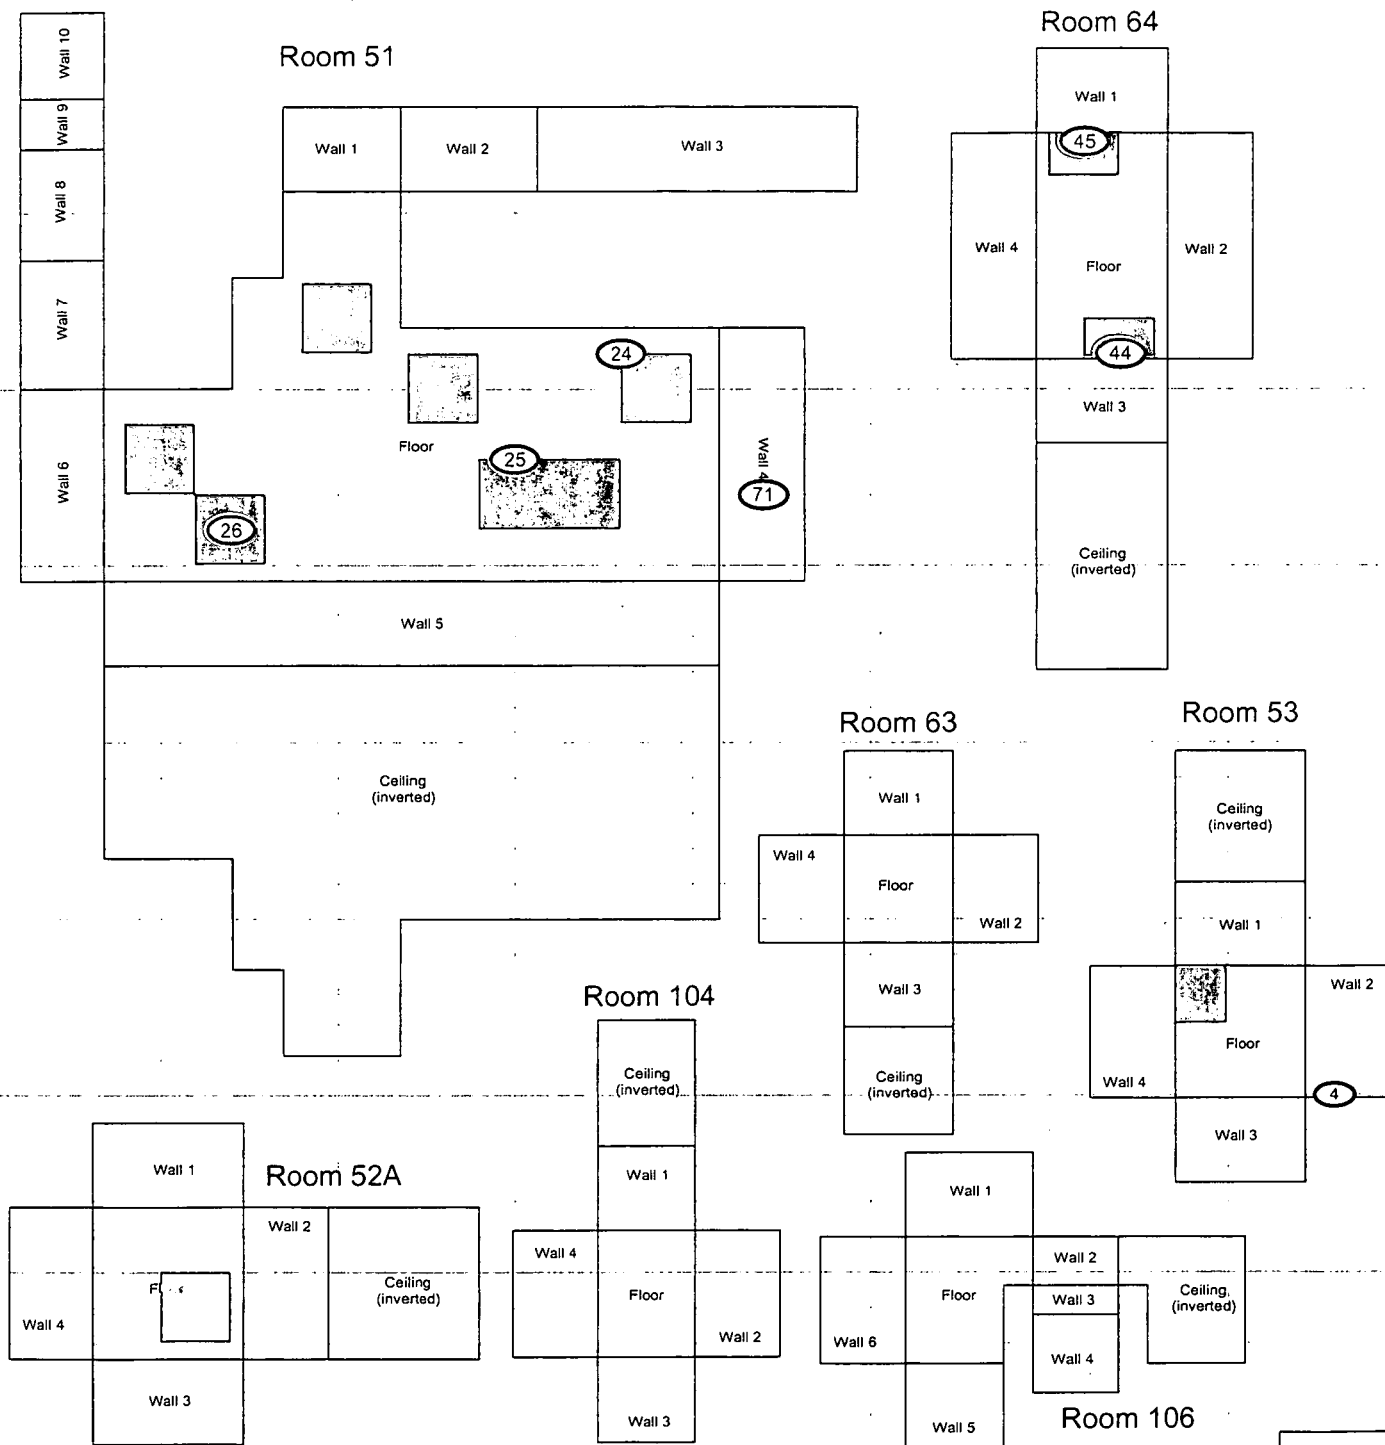 Room 51
Wall 10
Wall 9
Wall 8
Wall 7
Wall 6
Wall 1
Wall 2
Wall 3
24
Floor
25
26
Wall 4
71
Wall 5
Ceiling
(inverted)
Room 64
Wall 1
45
Wall 4
Floor
Wall 2
44
Wall 3
Ceiling
(inverted)
Room 63
Wall 1
Wall 4
Floor
Wall 2
Wall 3
Ceiling
(inverted)
Room 53
Ceiling
(inverted)
Wall 1
Wall 2
Floor
Wall 4
4
Wall 3
Room 52A
Wall 1
Wall 2
Ceiling
(inverted)
Wall 4
Wall 3
Room 104
Ceiling
(inverted)
Wall 1
Wall 4
Floor
Wall 2
Wall 3
Wall 1
Wall 2
Floor
Wall 3
Ceiling
(inverted)
Wall 6
Wall 4
Wall 5
Room 106